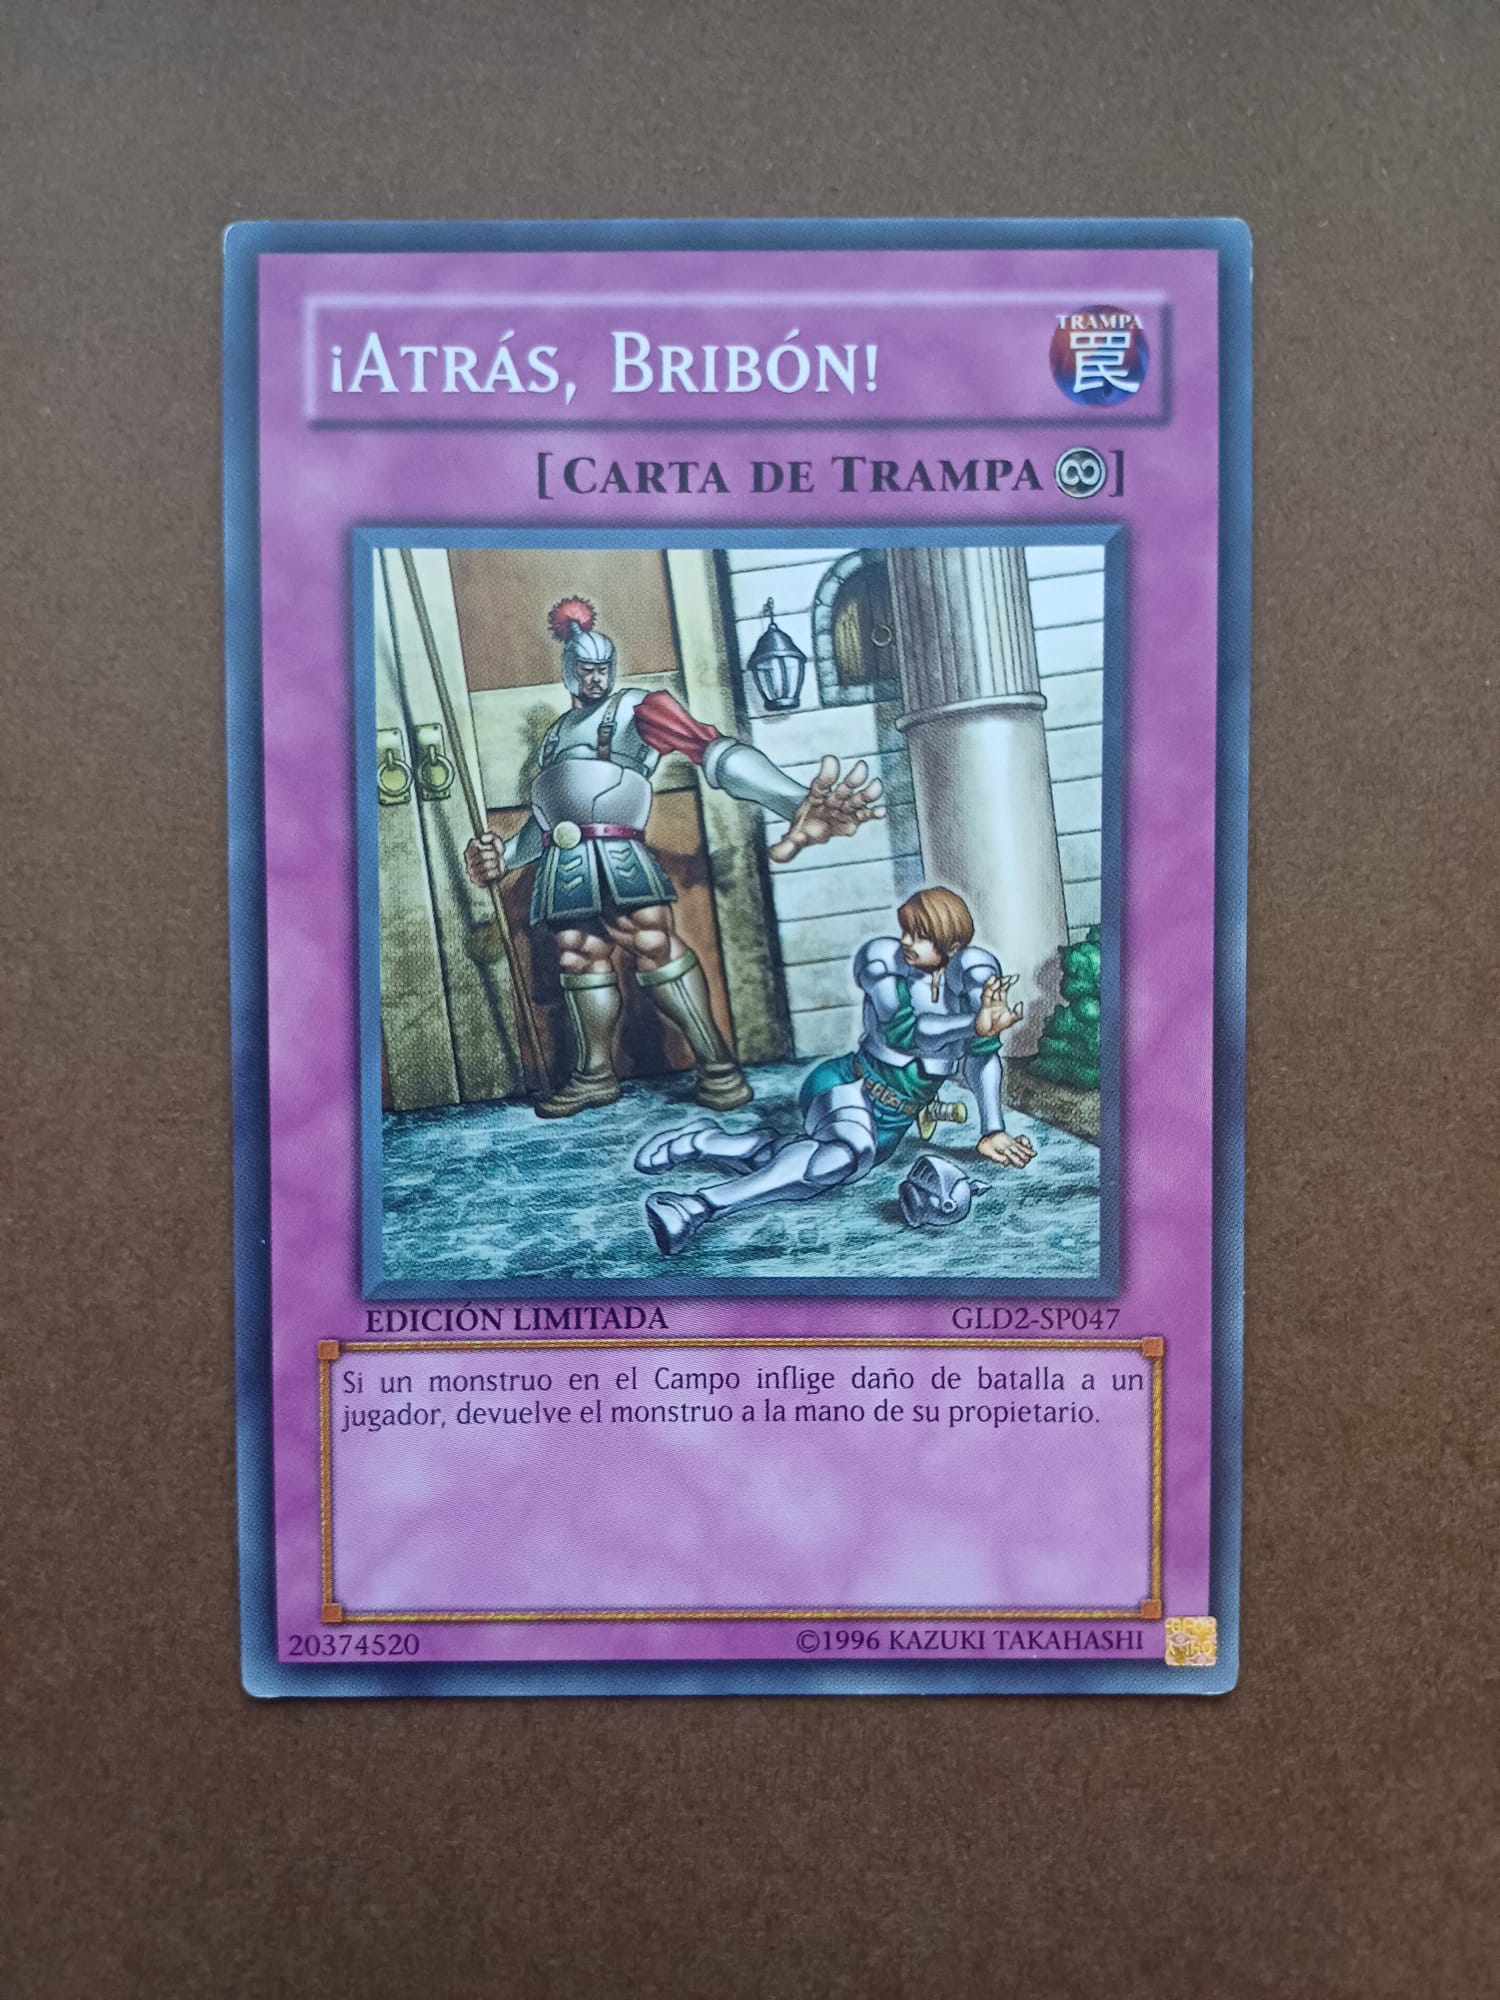 ¡Atrás, Bribón!
TRAMPA
罠
[CARTA DE TRAMPA]
EDICIÓN LIMITADA
GLD2-SP047
Si un monstruo en el Campo inflige daño de batalla a un
jugador, devuelve el monstruo a la mano de su propietario.
20374520
©1996 KAZUKI TAKAHASHI